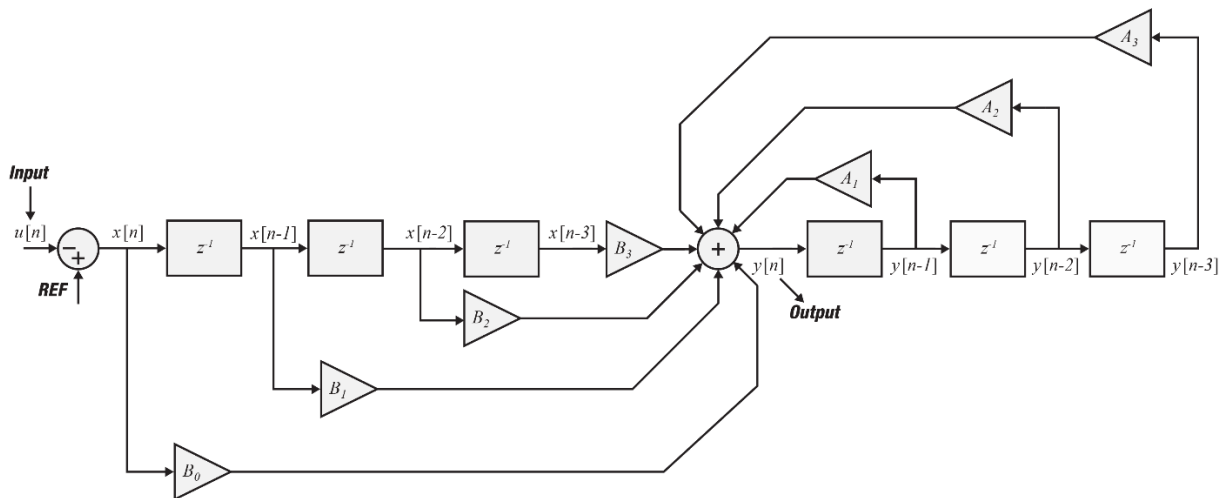 A₃
A₂
A₁
Input
u[n]
x[n]
z⁻¹
x[n-1]
z⁻¹
x[n-2]
z⁻¹
x[n-3]
B₃
+
y[n]
z⁻¹
y[n-1]
z⁻¹
y[n-2]
z⁻¹
y[n-3]
−
+
REF
Output
B₂
B₁
B₀